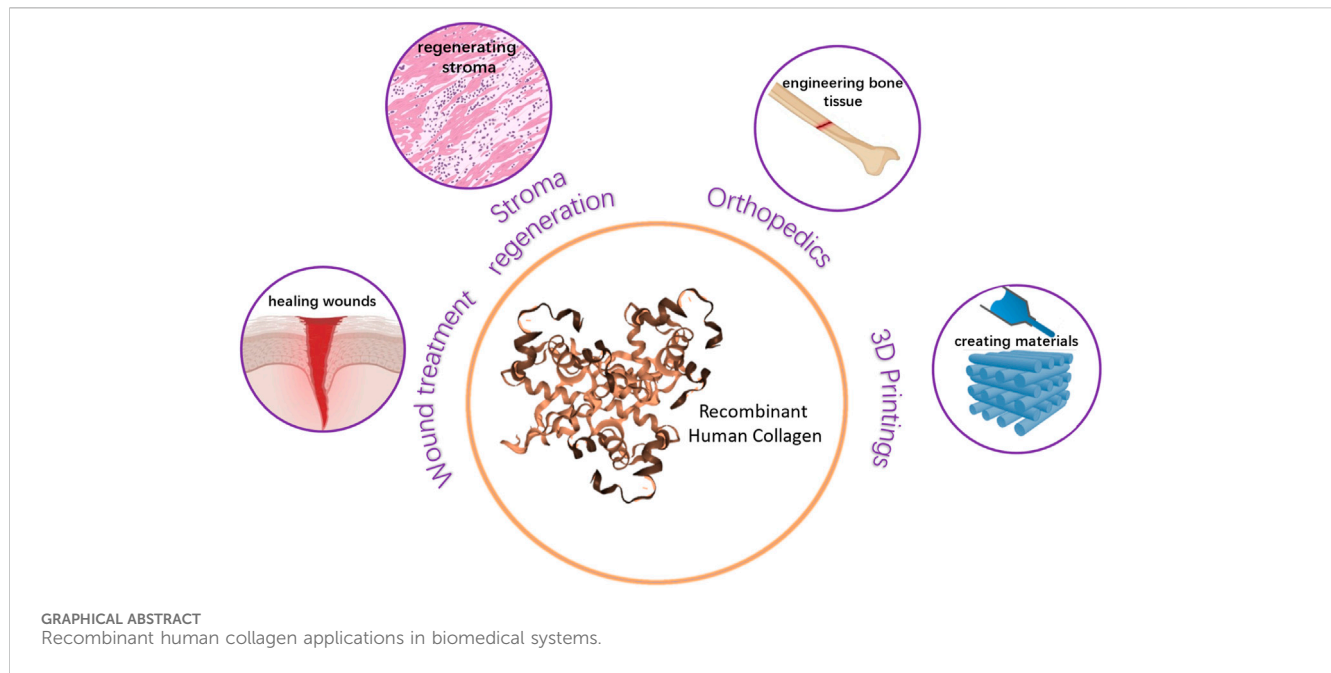 regenerating
stroma
engineering bone
tissue
Stroma
regeneration
Orthopedics
healing wounds
Wound treatment
creating materials
3D Printings
Recombinant
Human Collagen
GRAPHICAL ABSTRACT
Recombinant human collagen applications in biomedical systems.